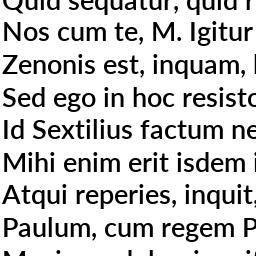 Quid sequatur, quid r
Nos cum te, M. Igitur
Zenonis est, inquam,
Sed ego in hoc resisto
Id Sextilius factum ne
Mihi enim erit isdem i
Atqui reperies, inquit,
Paulum, cum regem P